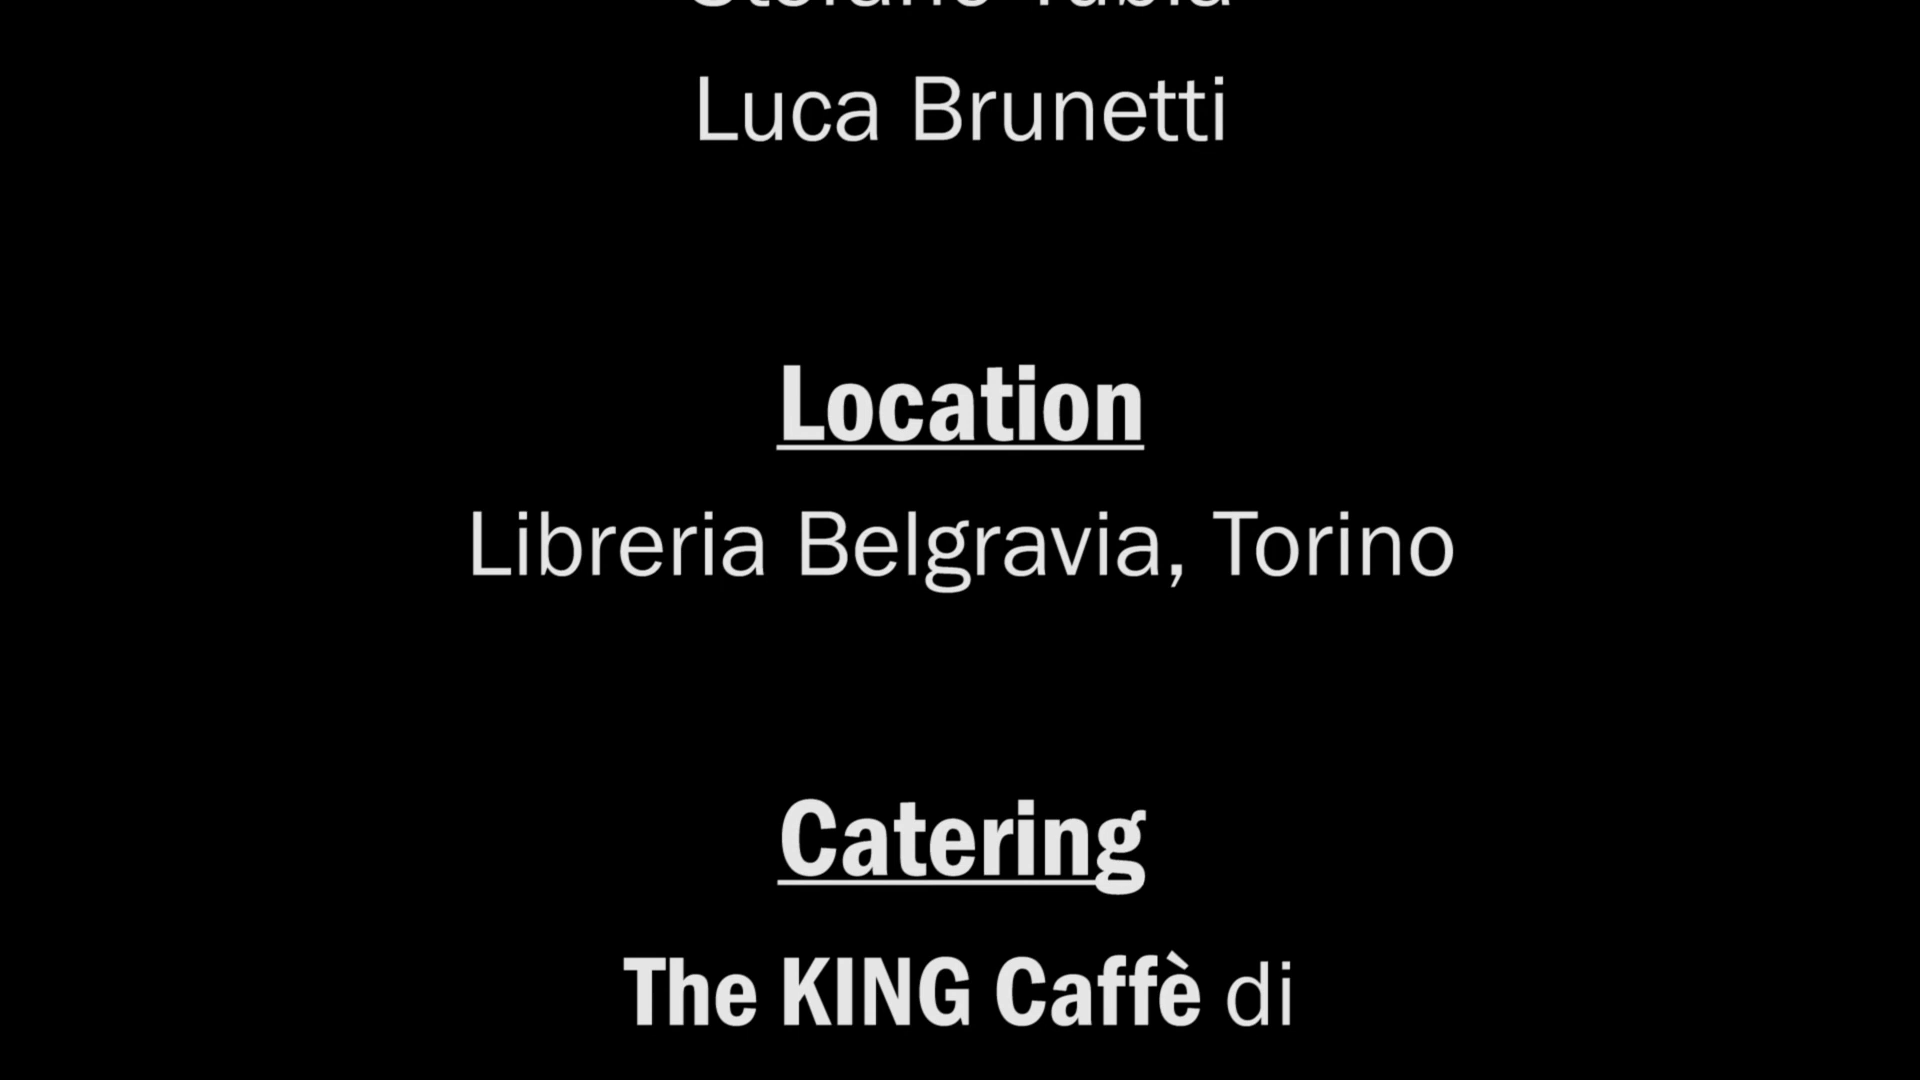 Luca Brunetti
Location
Libreria Belgravia, Torino
Catering
The KING Caffè di